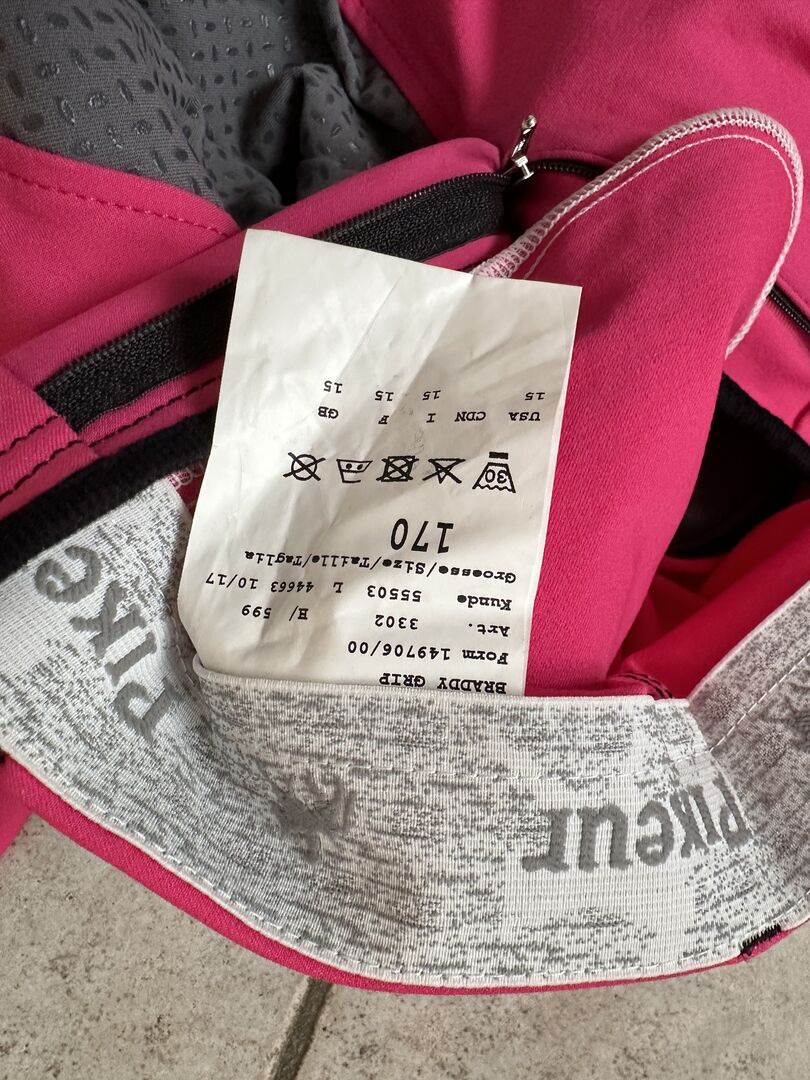 BRADDY GRIP
Form 149706/00
Art. 3302 H/ 599
Kunde 55503 L 44663 10/17
Groesse/Size/Taille/Taglia
170
30
USA CDN I F GB
15 15 15 15
Pike
Pikeur